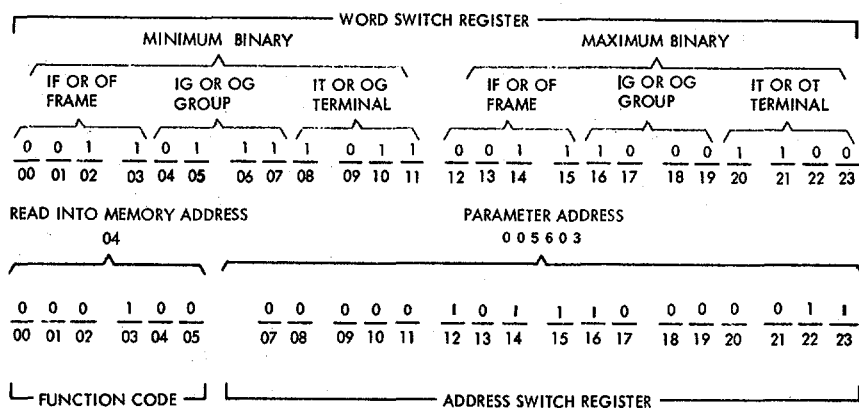 WORD SWITCH REGISTER
MINIMUM BINARY MAXIMUM BINARY
IF OR OF FRAME IG OR OG GROUP IT OR OG TERMINAL IF OR OF FRAME IG OR OG GROUP IT OR OT TERMINAL
0 0 1 1 0 1 1 1 1 0 1 1 0 0 1 1 1 0 0 0 1 1 0 0
00 01 02 03 04 05 06 07 08 09 10 11 12 13 14 15 16 17 18 19 20 21 22 23
READ INTO MEMORY ADDRESS PARAMETER ADDRESS
04 005603
0 0 0 1 0 0 0 0 0 0 0 1 0 1 1 1 0 0 0 0 0 1 1
00 01 02 03 04 05 07 08 09 10 11 12 13 14 15 16 17 18 19 20 21 22 23
FUNCTION CODE ADDRESS SWITCH REGISTER